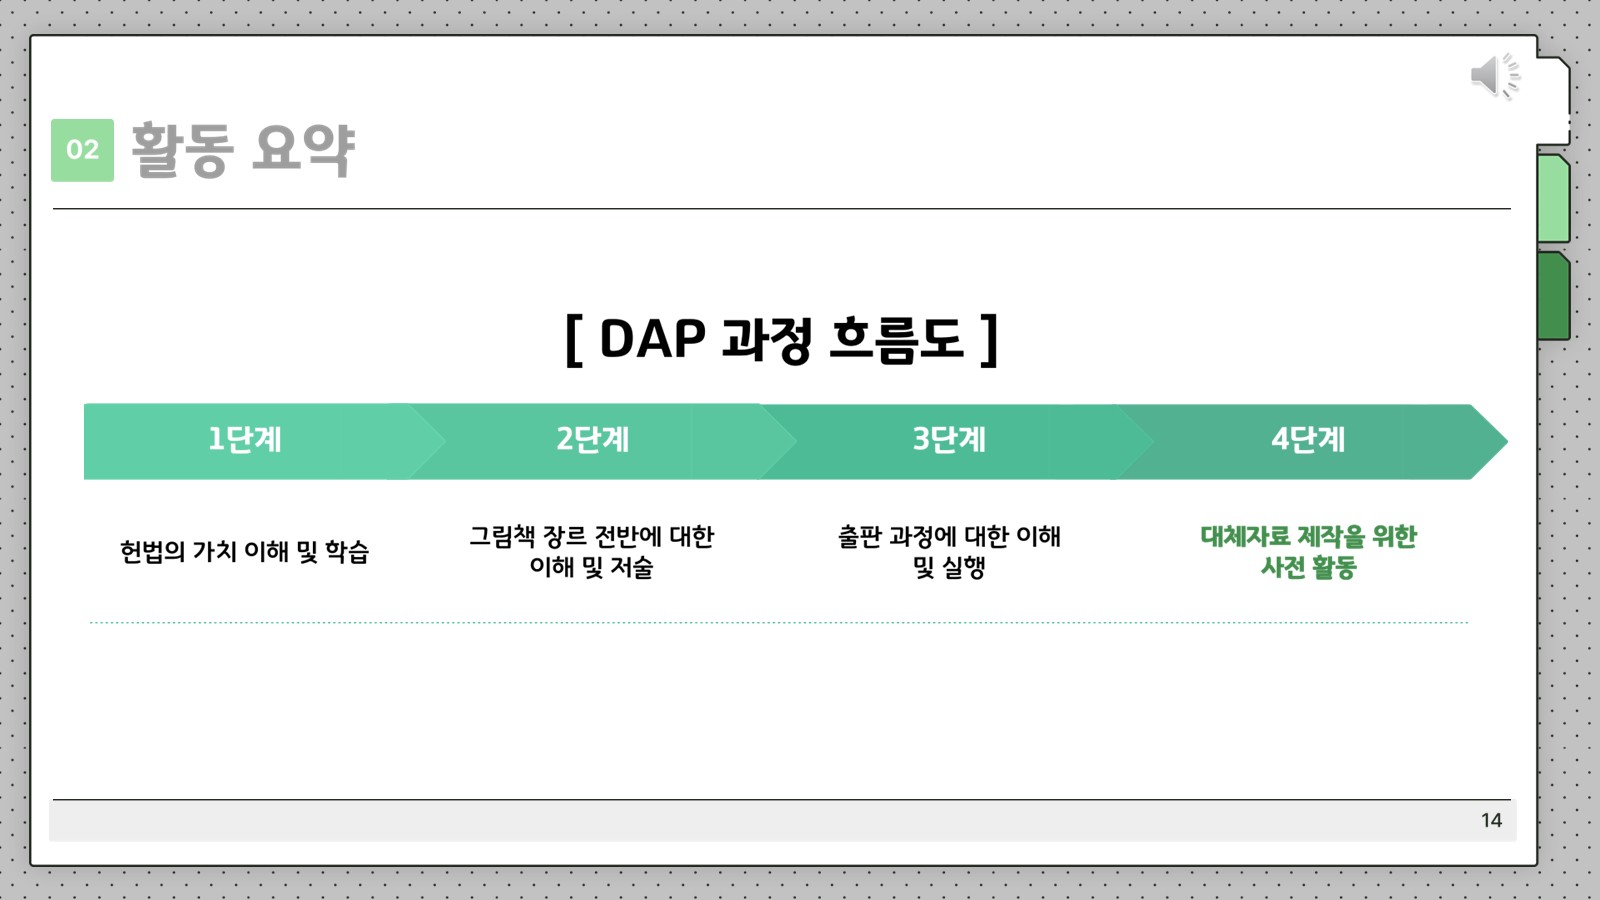 02
활동 요약
[ DAP 과정 흐름도 ]
1단계
2단계
3단계
4단계
헌법의 가치 이해 및 학습
그림책 장르 전반에 대한
이해 및 저술
출판 과정에 대한 이해
및 실행
대체자료 제작을 위한
사전 활동
14